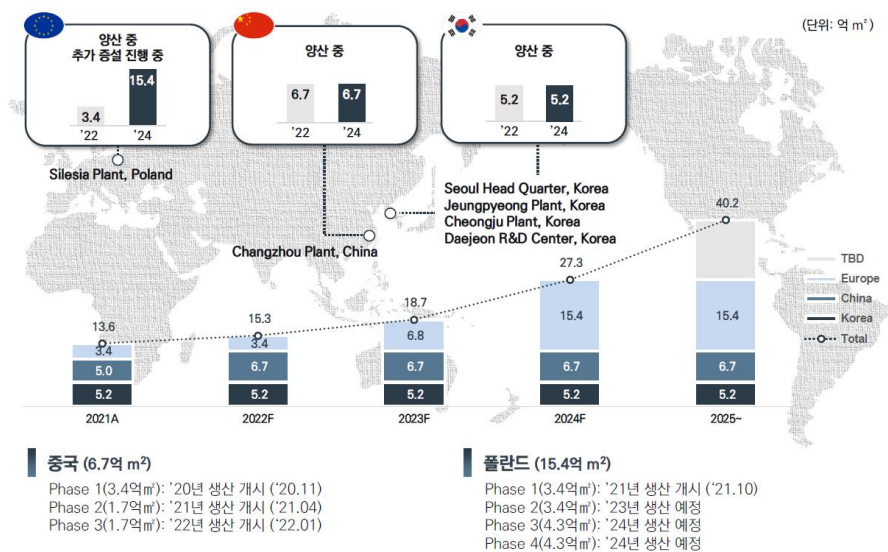 (단위: 억 m²)
양산 중
추가 증설 진행 중
3.4
15.4
'22
'24
양산 중
6.7
6.7
'22
'24
양산 중
5.2
5.2
'22
'24
Silesia Plant, Poland
Changzhou Plant, China
Seoul Head Quarter, Korea
Jeungpyeong Plant, Korea
Cheongju Plant, Korea
Daejeon R&D Center, Korea
13.6
15.3
18.7
27.3
40.2
3.4
3.4
6.8
15.4
15.4
5.0
6.7
6.7
6.7
6.7
5.2
5.2
5.2
5.2
5.2
2021A
2022F
2023F
2024F
2025~
TBD
Europe
China
Korea
Total
중국 (6.7억 m²)
Phase 1(3.4억㎡): '20년 생산 개시 ('20.11)
Phase 2(1.7억㎡): '21년 생산 개시 ('21.04)
Phase 3(1.7억㎡): '22년 생산 개시 ('22.01)
폴란드 (15.4억 m²)
Phase 1(3.4억㎡): '21년 생산 개시 ('21.10)
Phase 2(3.4억㎡): '23년 생산 예정
Phase 3(4.3억㎡): '24년 생산 예정
Phase 4(4.3억㎡): '24년 생산 예정